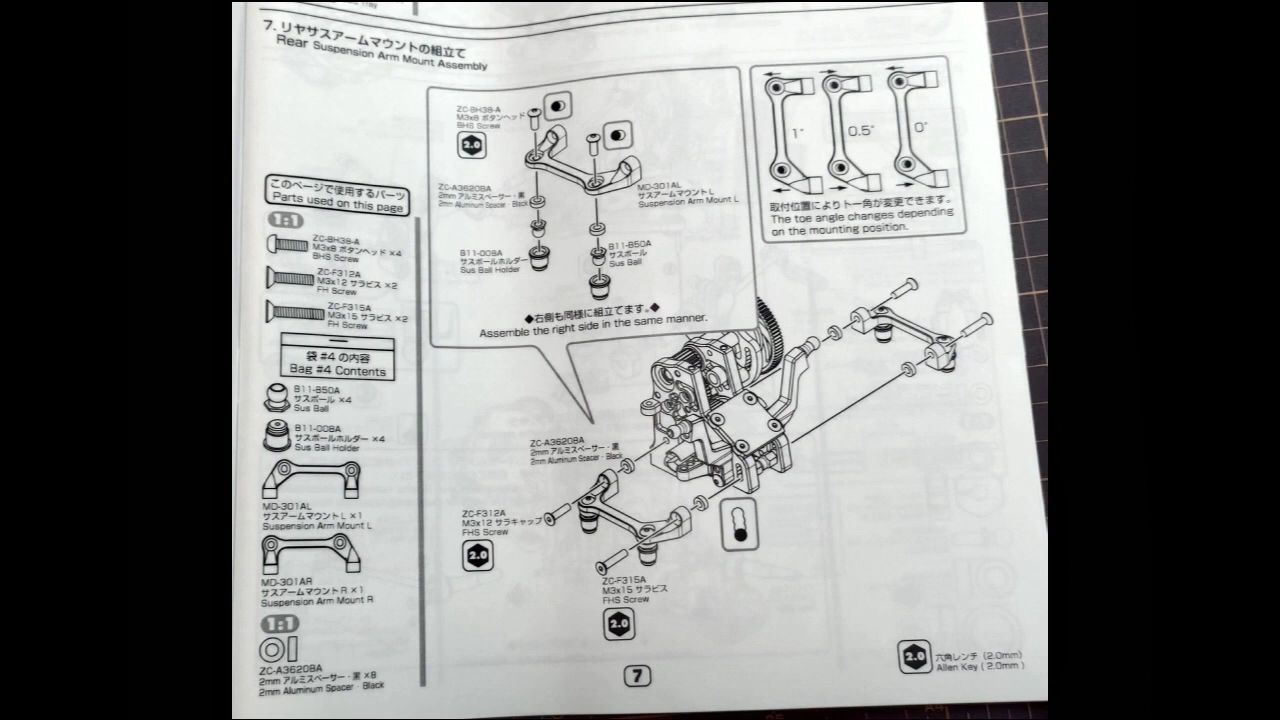 Tray
7. リヤサスアームマウントの組立て
Rear Suspension Arm Mount Assembly
ZC-BH38-A
M3x8 ボタンヘッド
BHS Screw
2.0
ZC-A3620BA
2mm アルミスペーサー・黒
2mm Aluminum Spacer · Black
MD-301AL
サスアームマウント L
Suspension Arm Mount L
B11-008A
サスボールホルダー
Sus Ball Holder
B11-850A
サスボール
Sus Ball
◆右側も同様に組立てます。◆
Assemble the right side in the same manner.
1°
0.5°
0°
取付位置によりトー角が変更できます。
The toe angle changes depending
on the mounting position.
このページで使用するパーツ
Parts used on this page
1:1
ZC-BH38-A
M3x8 ボタンヘッド ×4
BHS Screw
ZC-F312A
M3x12 サラビス ×2
FH Screw
ZC-F315A
M3x15 サラビス ×2
FH Screw
袋 #4 の内容
Bag #4 Contents
B11-850A
サスボール ×4
Sus Ball
B11-008A
サスボールホルダー ×4
Sus Ball Holder
MD-301AL
サスアームマウント L ×1
Suspension Arm Mount L
MD-301AR
サスアームマウント R ×1
Suspension Arm Mount R
1:1
ZC-A3620BA
2mm アルミスペーサー・黒 ×8
2mm Aluminum Spacer · Black
ZC-A3620BA
2mm アルミスペーサー・黒
2mm Aluminum Spacer · Black
ZC-F312A
M3x12 サラキャップ
FHS Screw
2.0
ZC-F315A
M3x15 サラビス
FHS Screw
2.0
7
2.0
六角レンチ (2.0mm)
Allen Key ( 2.0mm )